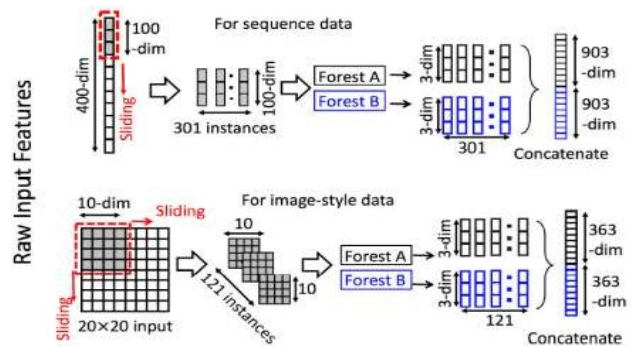 Raw Input Features
For sequence data
400-dim
100
-dim
Sliding
301 instances
100-dim
Forest A
Forest B
3-dim
3-dim
301
903
-dim
903
-dim
Concatenate
For image-style data
10-dim
Sliding
Sliding
20×20 input
10
10
121 instances
Forest A
Forest B
3-dim
3-dim
121
363
-dim
363
-dim
Concatenate